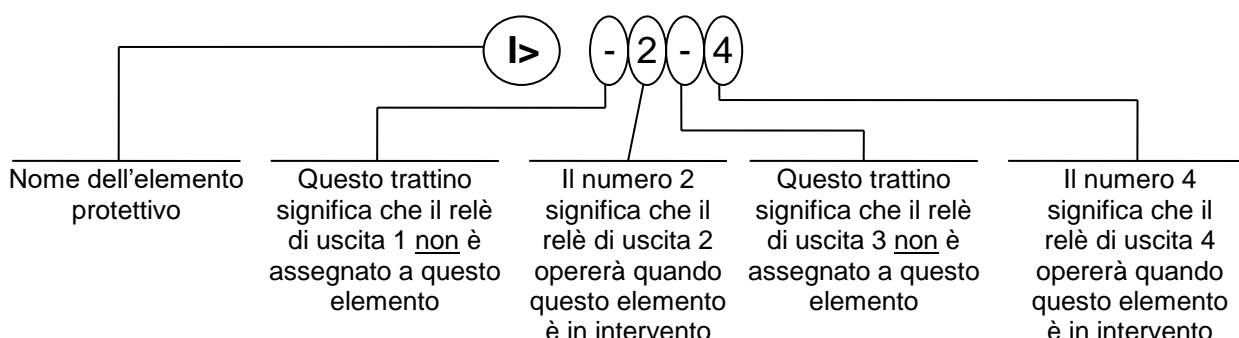 I> - 2 - 4
Nome dell'elemento
protettivo
Questo trattino
significa che il relè
di uscita 1 non è
assegnato a questo
elemento
Il numero 2
significa che il
relè di uscita 2
opererà quando
questo elemento
è in intervento
Questo trattino
significa che il relè
di uscita 3 non è
assegnato a questo
elemento
Il numero 4
significa che il
relè di uscita 4
opererà quando
questo elemento
è in intervento